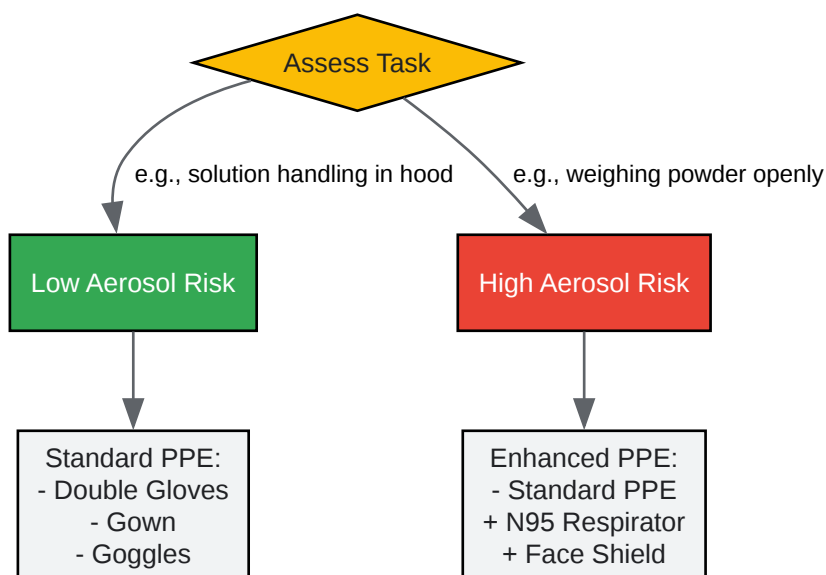 Assess Task
e.g., solution handling in hood
e.g., weighing powder openly
Low Aerosol Risk
High Aerosol Risk
Standard PPE:
- Double Gloves
- Gown
- Goggles
Enhanced PPE:
- Standard PPE
+ N95 Respirator
+ Face Shield